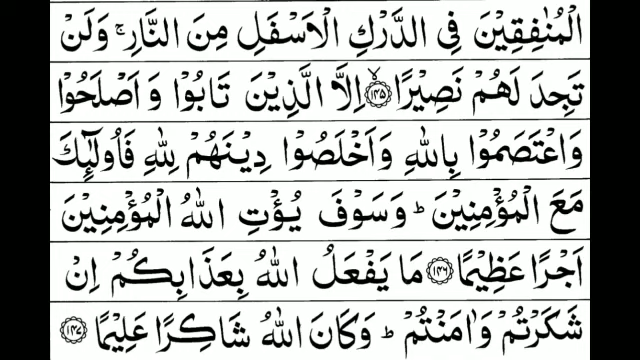 الْمُنٰفِقِيْنَ فِي الدَّرْكِ الْاَسْفَلِ مِنَ النَّارِ ۚ وَلَنْ
تَجِدَ لَهُمْ نَصِيْرًا ۙ﴿۱۴۵﴾ اِلَّا الَّذِيْنَ تَابُوْا وَاَصْلَحُوْا
وَاعْتَصَمُوْا بِاللّٰهِ وَاَخْلَصُوْا دِيْنَهُمْ لِلّٰهِ فَاُولٰٓئِكَ
مَعَ الْمُؤْمِنِيْنَ ؕ وَسَوْفَ يُؤْتِ اللّٰهُ الْمُؤْمِنِيْنَ
اَجْرًا عَظِيْمًا ﴿۱۴۶﴾ مَا يَفْعَلُ اللّٰهُ بِعَذَابِكُمْ اِنْ
شَكَرْتُمْ وَاٰمَنْتُمْ ؕ وَكَانَ اللّٰهُ شَاكِرًا عَلِيْمًا ﴿۱۴۷﴾